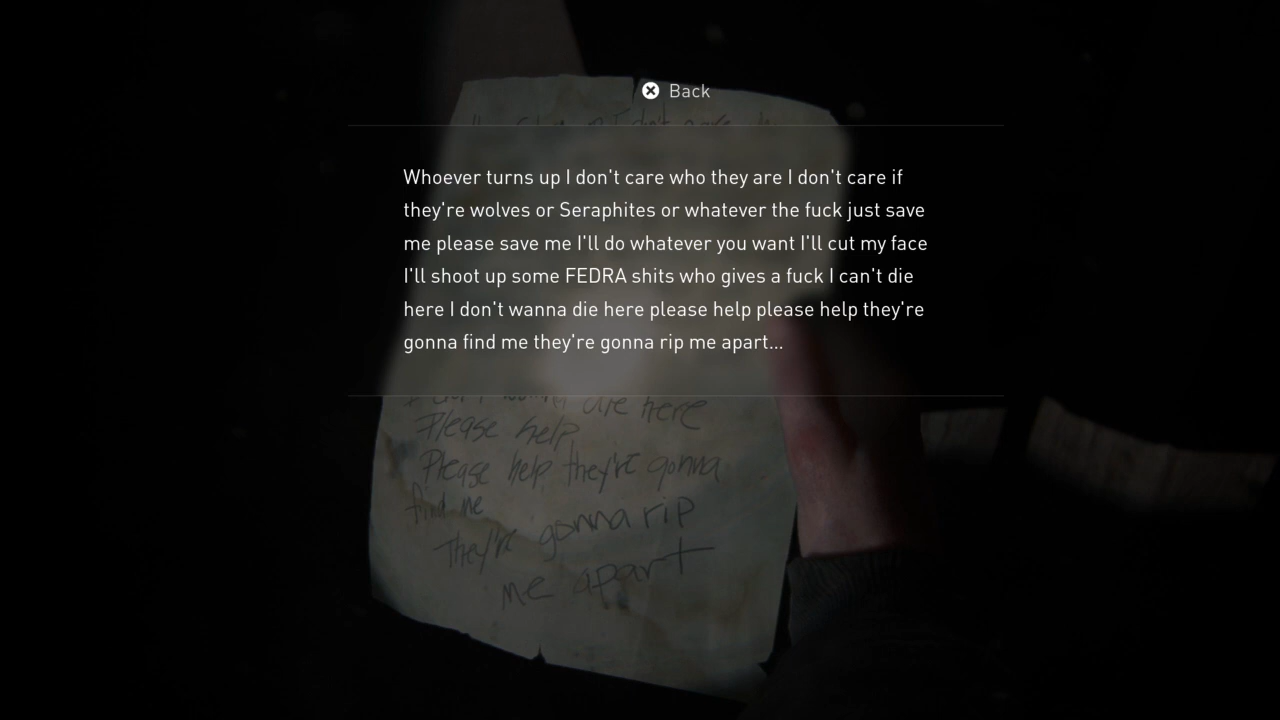 Back
Whoever turns up I don't care who they are I don't care if
they're wolves or Seraphites or whatever the fuck just save
me please save me I'll do whatever you want I'll cut my face
I'll shoot up some FEDRA shits who gives a fuck I can't die
here I don't wanna die here please help please help they're
gonna find me they're gonna rip me apart...
die here
Please help
Please help they're gonna
find me
They're gonna rip
me apart